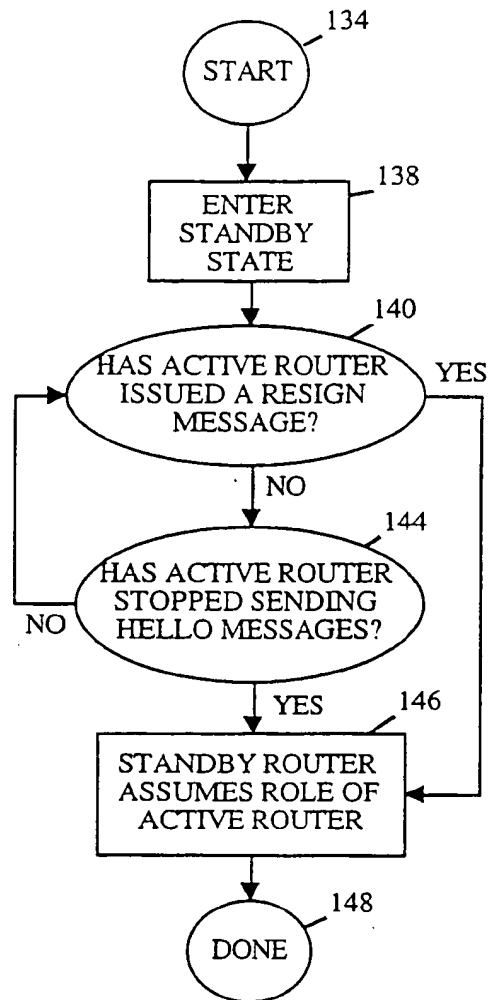 134
START
138
ENTER
STANDBY
STATE
140
HAS ACTIVE ROUTER
ISSUED A RESIGN
MESSAGE?
YES
NO
144
HAS ACTIVE ROUTER
STOPPED SENDING
HELLO MESSAGES?
NO
YES
146
STANDBY ROUTER
ASSUMES ROLE OF
ACTIVE ROUTER
148
DONE